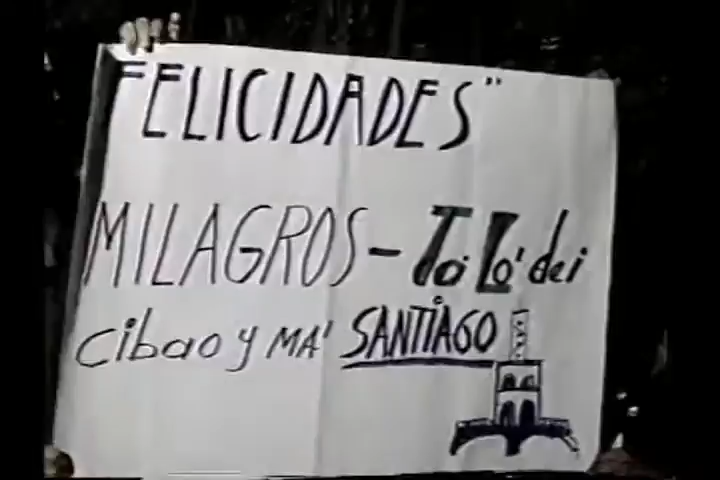 FELICIDADES"
MILAGROS - To' Lo' dei
Cibao y MA' SANTIAGO